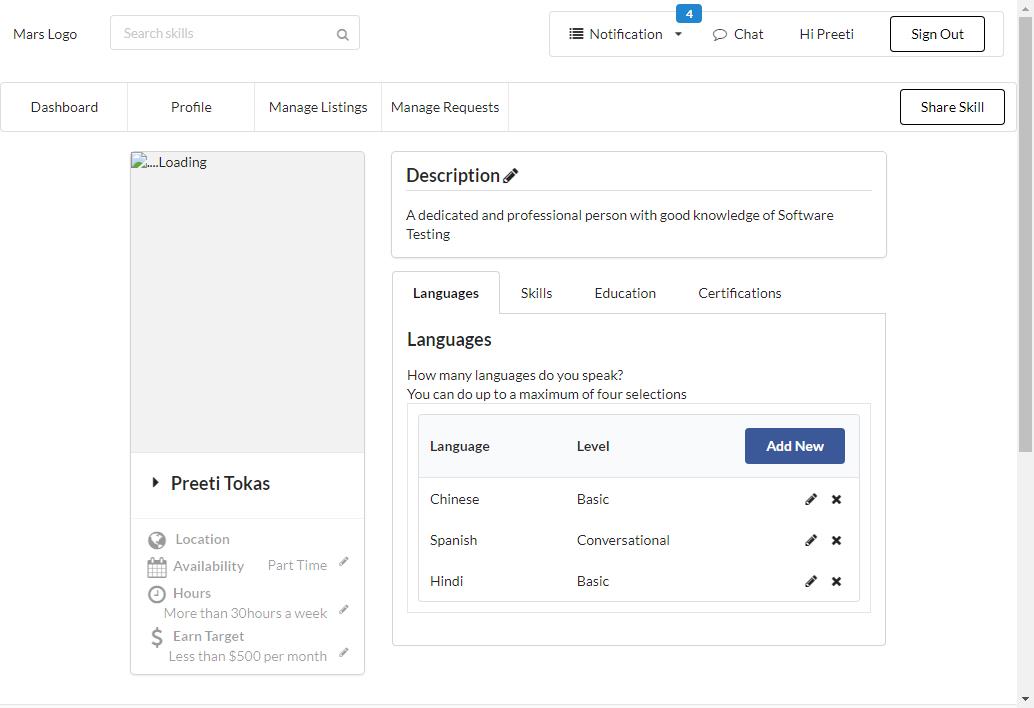 4
Mars Logo
Search skills
Notification
Chat
Hi Preeti
Sign Out
Dashboard
Profile
Manage Listings
Manage Requests
Share Skill
....Loading
Preeti Tokas
Location
Availability Part Time
Hours
More than 30hours a week
Earn Target
Less than $500 per month
Description
A dedicated and professional person with good knowledge of Software
Testing
Languages
Skills
Education
Certifications
Languages
How many languages do you speak?
You can do up to a maximum of four selections
Language Level Add New
Chinese Basic
Spanish Conversational
Hindi Basic